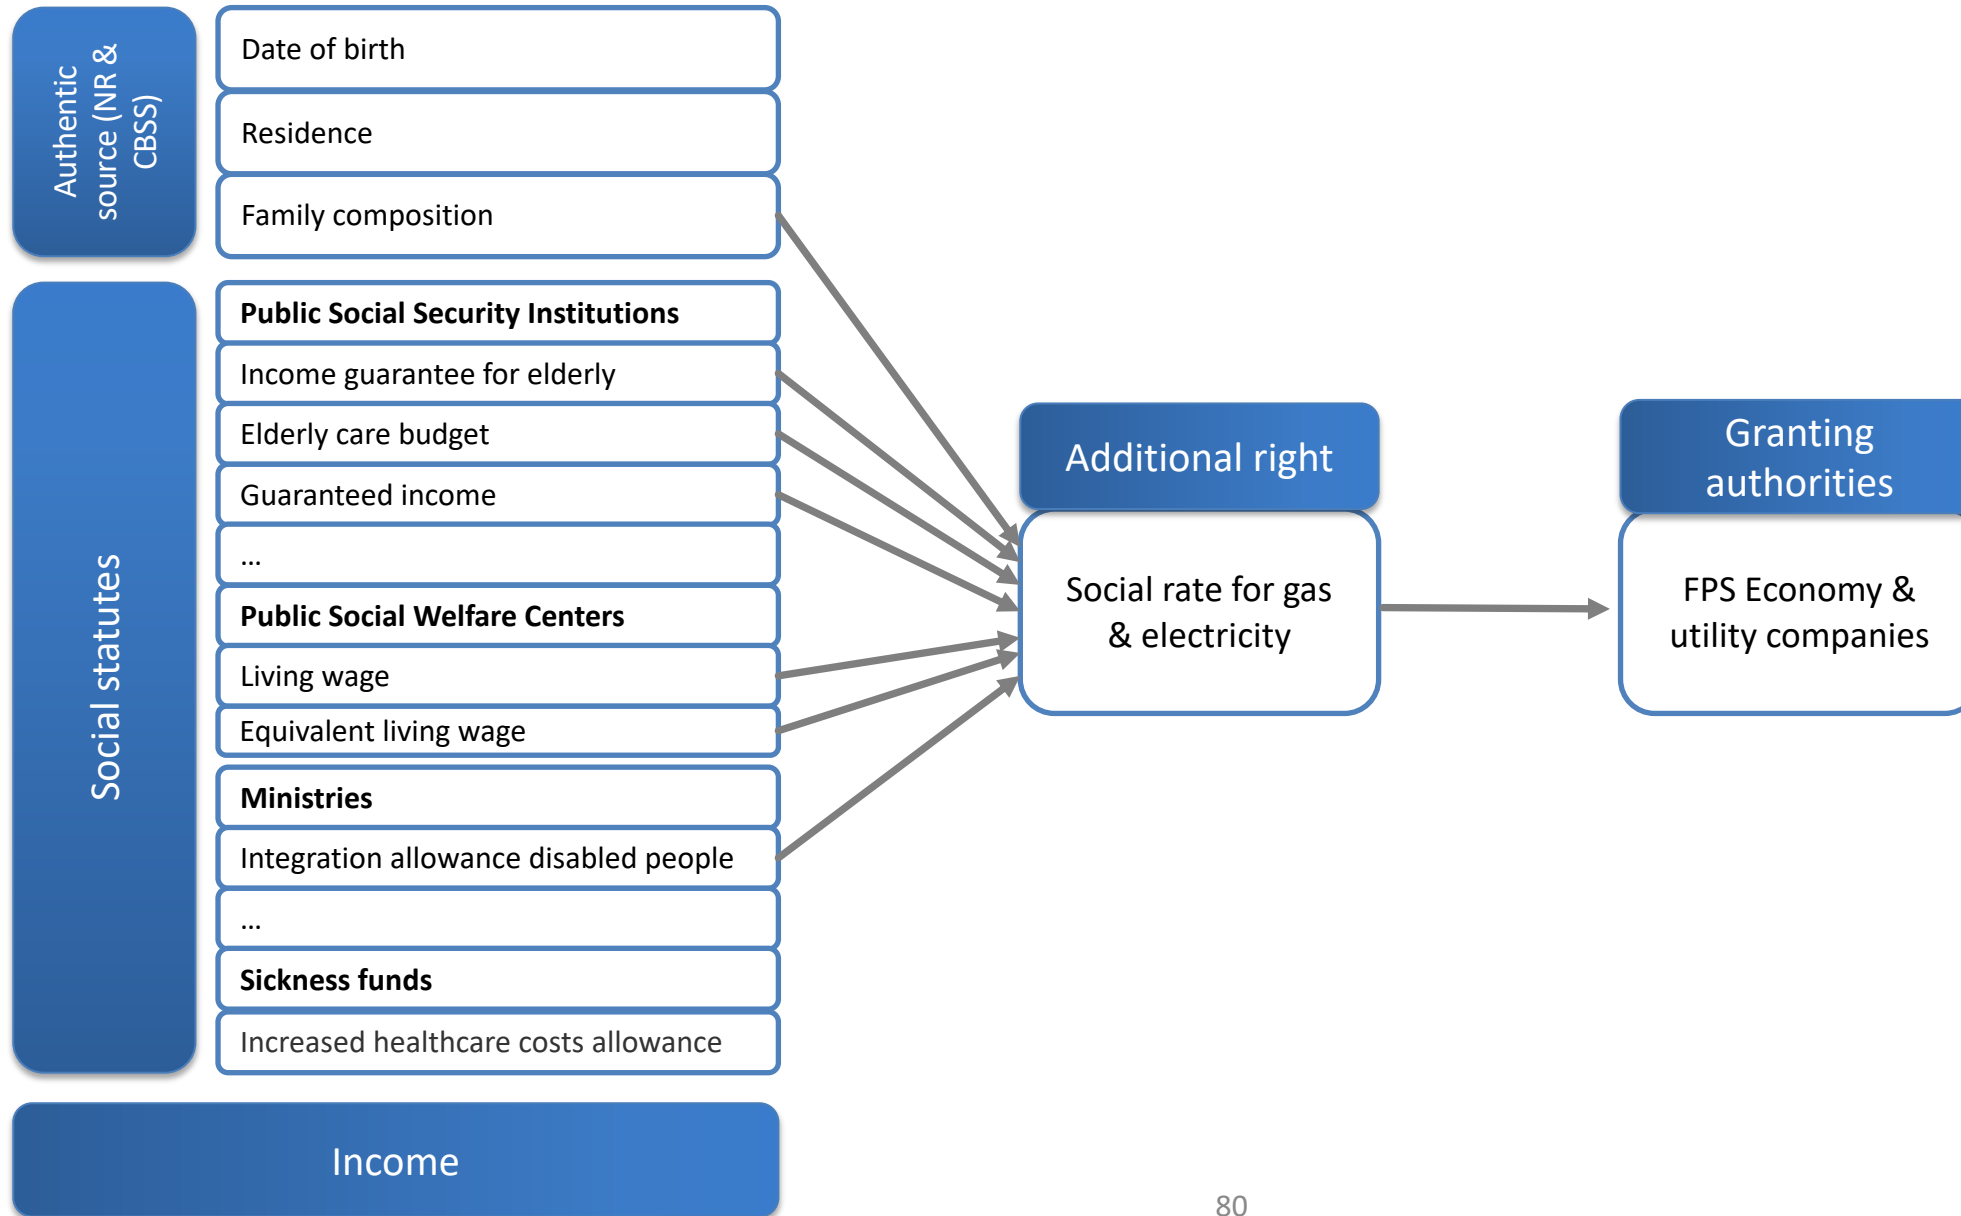 Authentic
source (NR &
CBSS)
Date of birth
Residence
Family composition
Social statutes
Public Social Security Institutions
Income guarantee for elderly
Elderly care budget
Guaranteed income
...
Public Social Welfare Centers
Living wage
Equivalent living wage
Ministries
Integration allowance disabled people
...
Sickness funds
Increased healthcare costs allowance
Income
Additional right
Social rate for gas
& electricity
Granting
authorities
FPS Economy &
utility companies
80